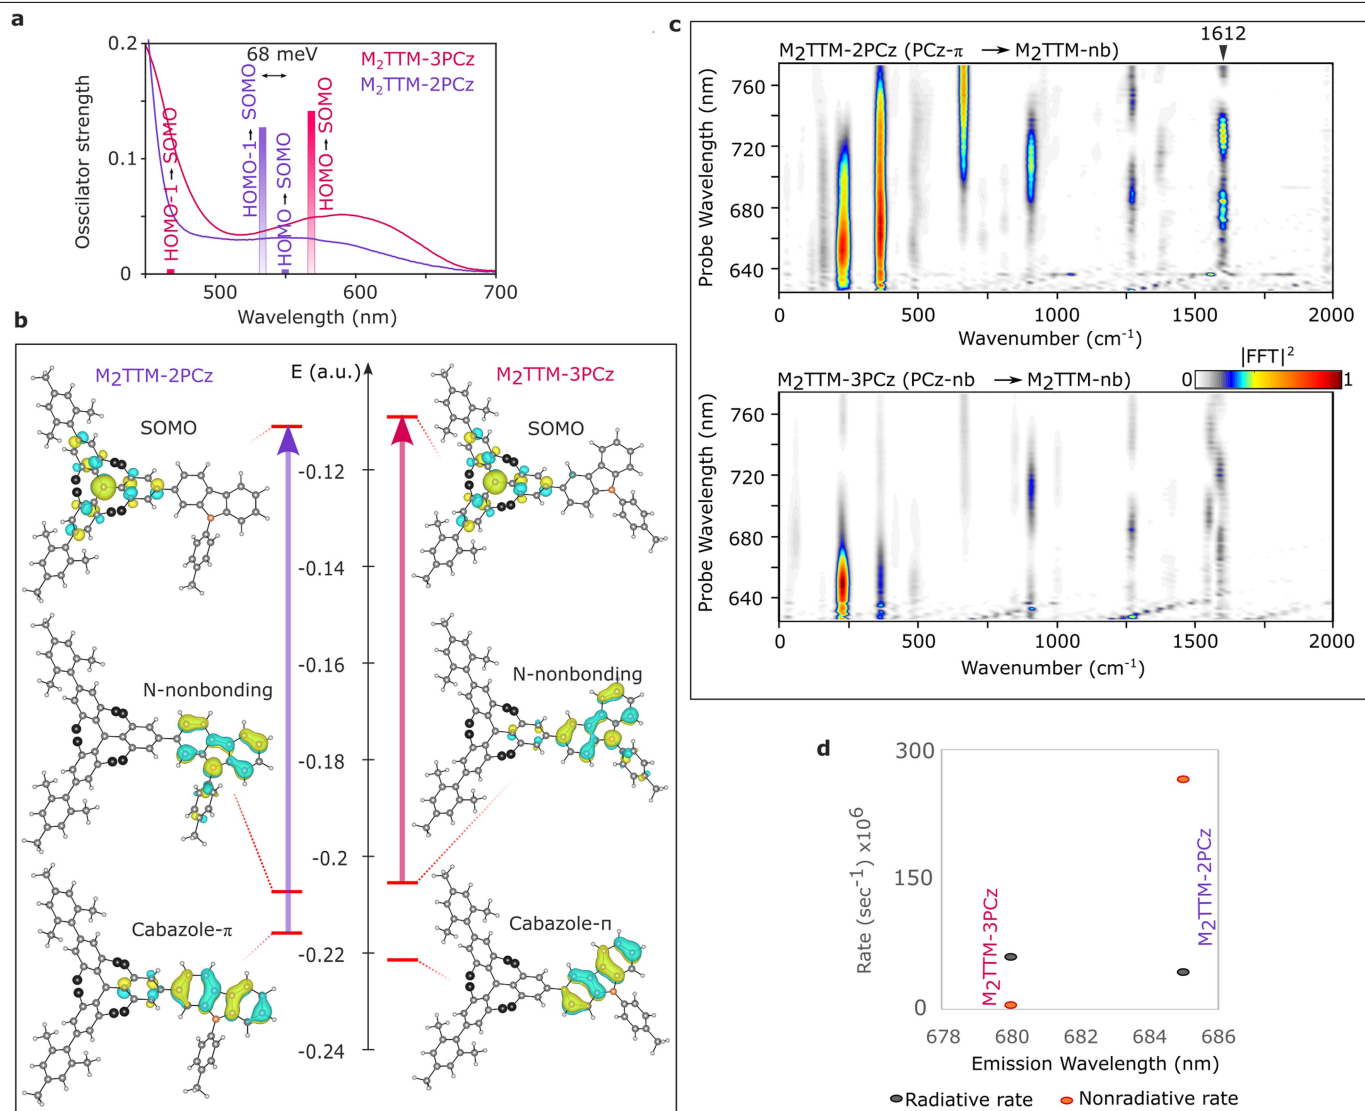 a
0.2
0.1
0
Osscilator strength
68 meV
M2TTM-3PCz
M2TTM-2PCz
HOMO-1→SOMO
HOMO-1→SOMO
HOMO→SOMO
HOMO→SOMO
500
600
700
Wavelength (nm)
b
M2TTM-2PCz
E (a.u.)
M2TTM-3PCz
SOMO
SOMO
-0.12
-0.14
-0.16
N-nonbonding
N-nonbonding
-0.18
-0.2
Cabazole-π
Cabazole-π
-0.22
-0.24
c
1612
M2TTM-2PCz (PCz-π → M2TTM-nb)
Probe Wavelength (nm)
760
720
680
640
0
500
1000
1500
2000
Wavenumber (cm-1)
|FFT|2
0
1
M2TTM-3PCz (PCz-nb → M2TTM-nb)
Probe Wavelength (nm)
760
720
680
640
0
500
1000
1500
2000
Wavenumber (cm-1)
d
300
150
0
Rate (sec-1) x106
M2TTM-3PCz
M2TTM-2PCz
678
680
682
684
686
Emission Wavelength (nm)
Radiative rate
Nonradiative rate